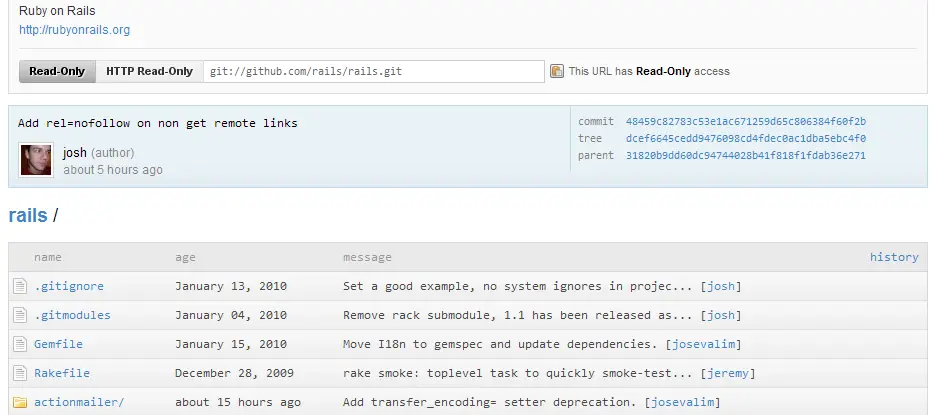 Ruby on Rails
http://rubyonrails.org
Read-Only HTTP Read-Only git://github.com/rails/rails.git This URL has Read-Only access
Add rel=nofollow on non get remote links
josh (author)
about 5 hours ago
commit 48459c82783c53e1ac671259d65c806384f60f2b
tree dcef6645cedd9476098cd4fdec0ac1dba5ebc4f0
parent 31820b9dd60dc94744028b41f818f1fdab36e271
rails /
name age message history
.gitignore January 13, 2010 Set a good example, no system ignores in projec... [josh]
.gitmodules January 04, 2010 Remove rack submodule, 1.1 has been released as... [josh]
Gemfile January 15, 2010 Move I18n to gemspec and update dependencies. [josevalim]
Rakefile December 28, 2009 rake smoke: toplevel task to quickly smoke-test... [jeremy]
actionmailer/ about 15 hours ago Add transfer_encoding= setter deprecation. [josevalim]